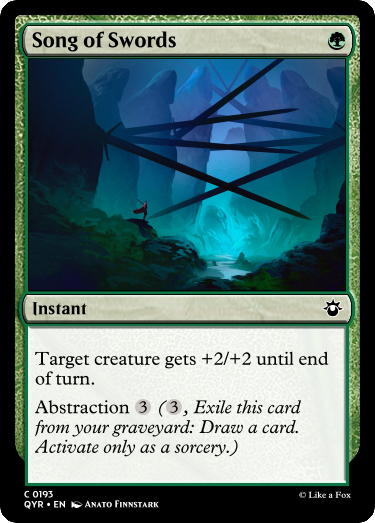 Song of Swords
Instant
Target creature gets +2/+2 until end
of turn.
Abstraction 3 (3, Exile this card
from your graveyard: Draw a card.
Activate only as a sorcery.)
C 0193
QYR • EN Anato Finnstark
© Like a Fox